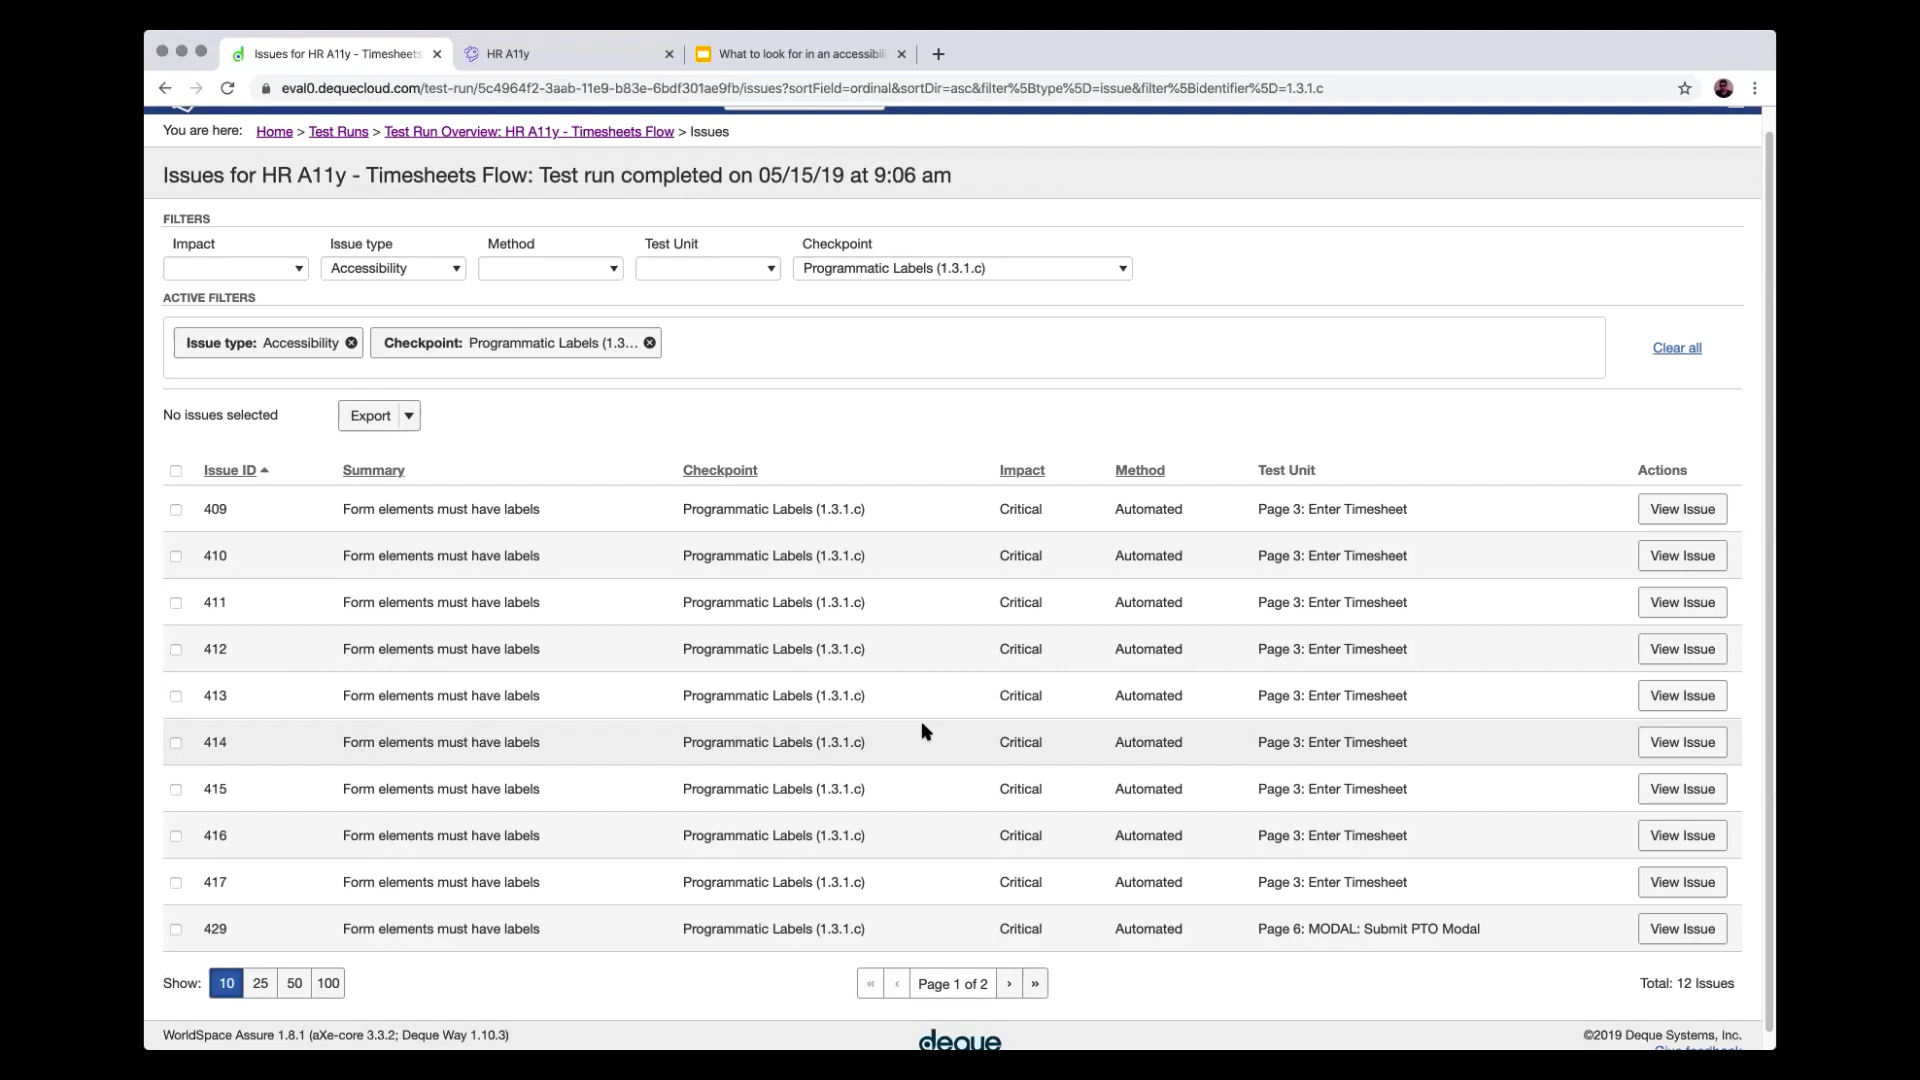 Issues for HR A11y - Timesheets
HR A11y
What to look for in an accessibili
eval0.dequecloud.com/test-run/5c4964f2-3aab-11e9-b83e-6bdf301ae9fb/issues?sortField=ordinal&sortDir=asc&filter%5Btype%5D=issue&filter%5Bidentifier%5D=1.3.1.c
You are here: Home > Test Runs > Test Run Overview: HR A11y - Timesheets Flow > Issues
Issues for HR A11y - Timesheets Flow: Test run completed on 05/15/19 at 9:06 am
FILTERS
Impact Issue type Method Test Unit Checkpoint
Accessibility Programmatic Labels (1.3.1.c)
ACTIVE FILTERS
Issue type: Accessibility Checkpoint: Programmatic Labels (1.3... Clear all
No issues selected Export
Issue ID Summary Checkpoint Impact Method Test Unit Actions
409 Form elements must have labels Programmatic Labels (1.3.1.c) Critical Automated Page 3: Enter Timesheet View Issue
410 Form elements must have labels Programmatic Labels (1.3.1.c) Critical Automated Page 3: Enter Timesheet View Issue
411 Form elements must have labels Programmatic Labels (1.3.1.c) Critical Automated Page 3: Enter Timesheet View Issue
412 Form elements must have labels Programmatic Labels (1.3.1.c) Critical Automated Page 3: Enter Timesheet View Issue
413 Form elements must have labels Programmatic Labels (1.3.1.c) Critical Automated Page 3: Enter Timesheet View Issue
414 Form elements must have labels Programmatic Labels (1.3.1.c) Critical Automated Page 3: Enter Timesheet View Issue
415 Form elements must have labels Programmatic Labels (1.3.1.c) Critical Automated Page 3: Enter Timesheet View Issue
416 Form elements must have labels Programmatic Labels (1.3.1.c) Critical Automated Page 3: Enter Timesheet View Issue
417 Form elements must have labels Programmatic Labels (1.3.1.c) Critical Automated Page 3: Enter Timesheet View Issue
429 Form elements must have labels Programmatic Labels (1.3.1.c) Critical Automated Page 6: MODAL: Submit PTO Modal View Issue
Show: 10 25 50 100 « ‹ Page 1 of 2 › » Total: 12 Issues
WorldSpace Assure 1.8.1 (aXe-core 3.3.2; Deque Way 1.10.3) deque ©2019 Deque Systems, Inc.
Give feedback